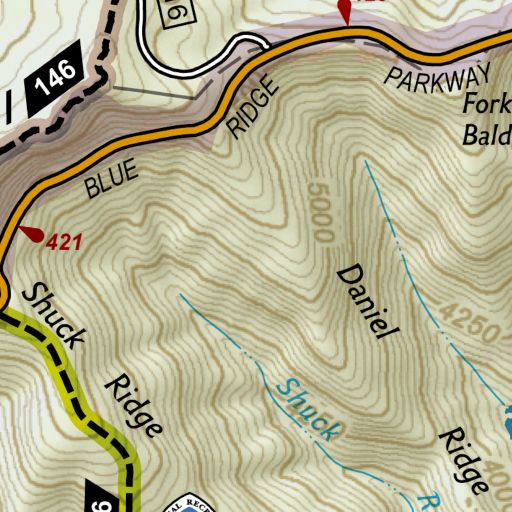 146
BLUE
RIDGE
PARKWAY
Fork
Bald
421
5000
Shuck
Ridge
Daniel
Ridge
4250
Shuck